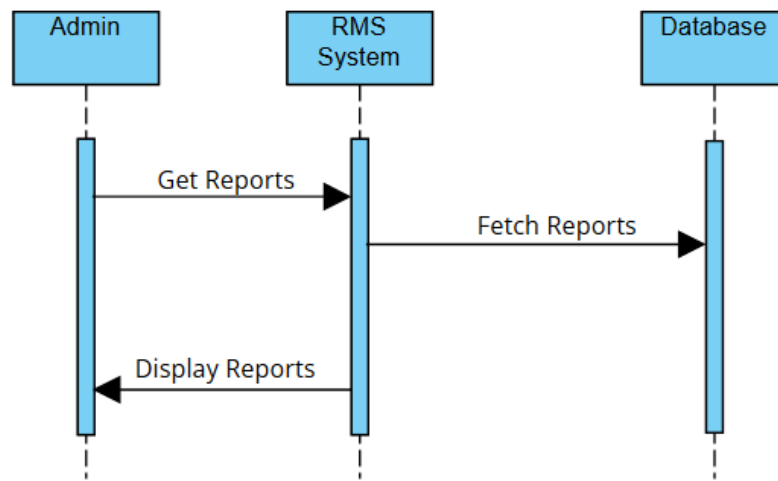 Admin
RMS
System
Database
Get Reports
Fetch Reports
Display Reports